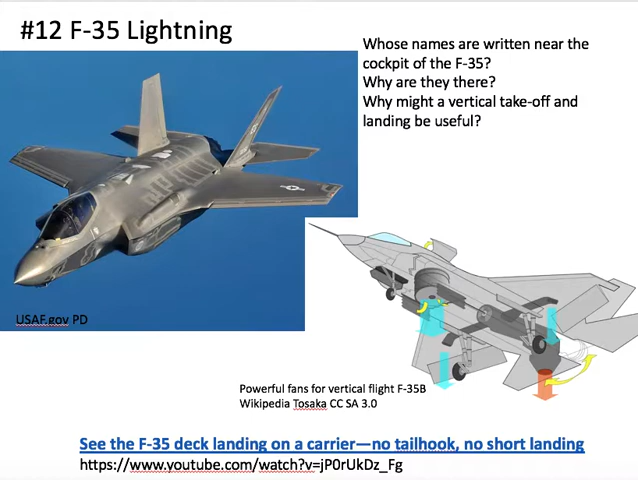 #12 F-35 Lightning
Whose names are written near the
cockpit of the F-35?
Why are they there?
Why might a vertical take-off and
landing be useful?
USAF.gov PD
Powerful fans for vertical flight F-35B
Wikipedia Tosaka CC SA 3.0
See the F-35 deck landing on a carrier—no tailhook, no short landing
https://www.youtube.com/watch?v=jP0rUkDz_Fg